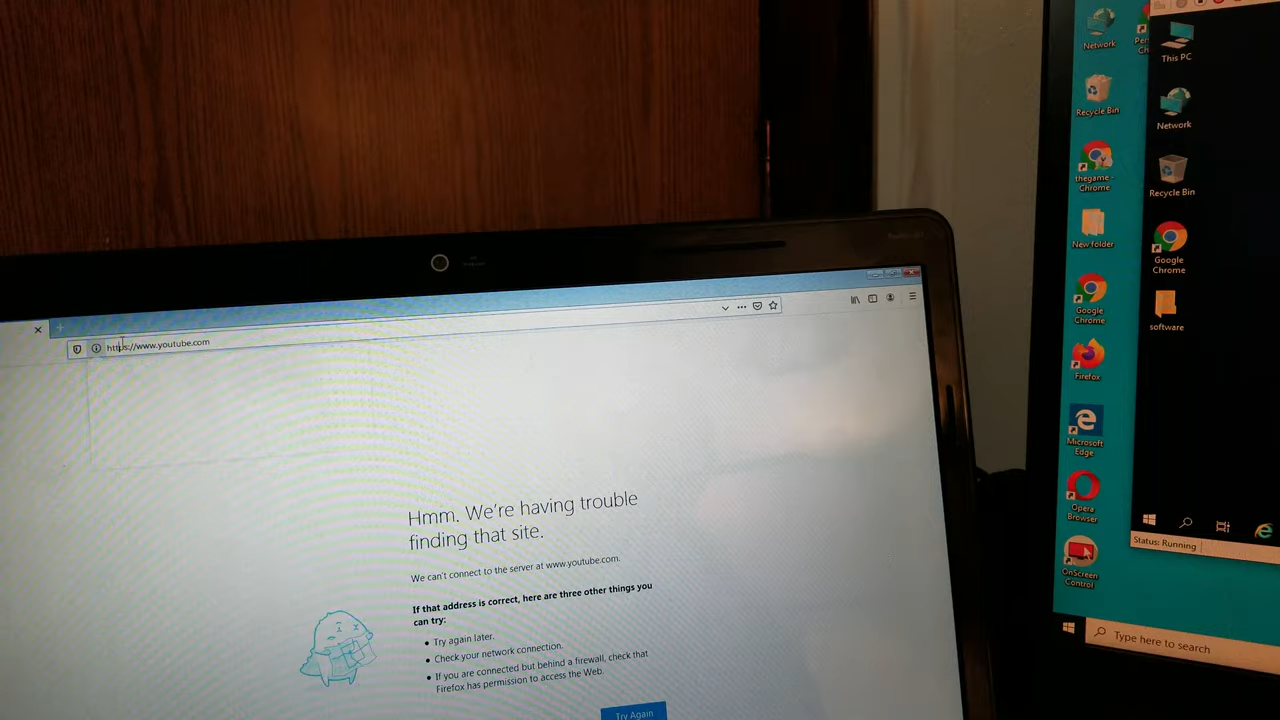 https://www.youtube.com
Hmm. We're having trouble
finding that site.
We can't connect to the server at www.youtube.com.
If that address is correct, here are three other things you
can try:
Try again later.
Check your network connection.
If you are connected but behind a firewall, check that
Firefox has permission to access the Web.
Try Again
Network
Recycle Bin
thegame -
Chrome
New folder
Google
Chrome
Firefox
Microsoft
Edge
Opera
Browser
OnScreen
Control
Type here to search
This PC
Network
Recycle Bin
Google
Chrome
software
Status: Running